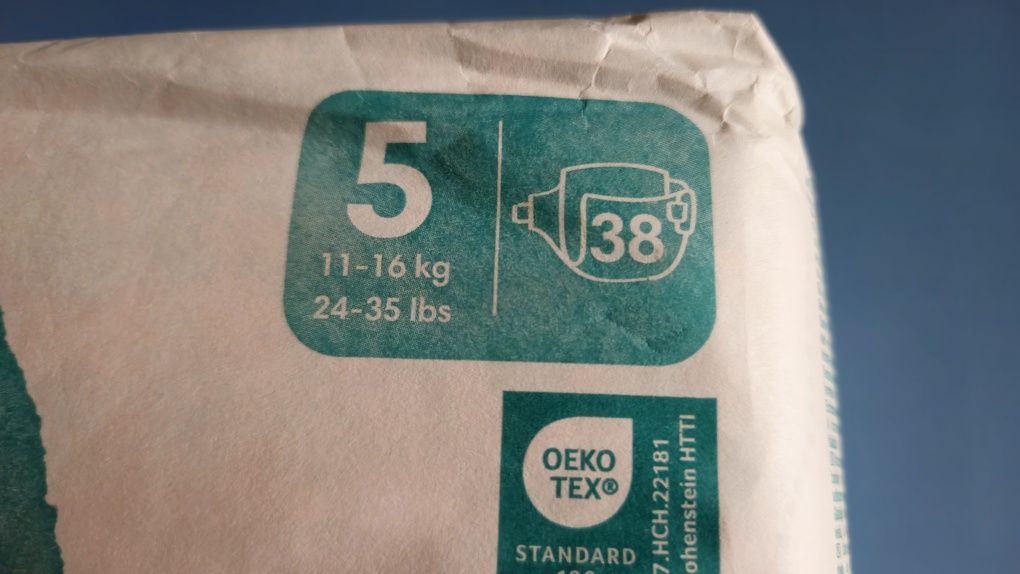 5
11-16 kg
24-35 lbs
38
OEKO
TEX®
STANDARD
7.HCH.22181
ohenstein HTTI